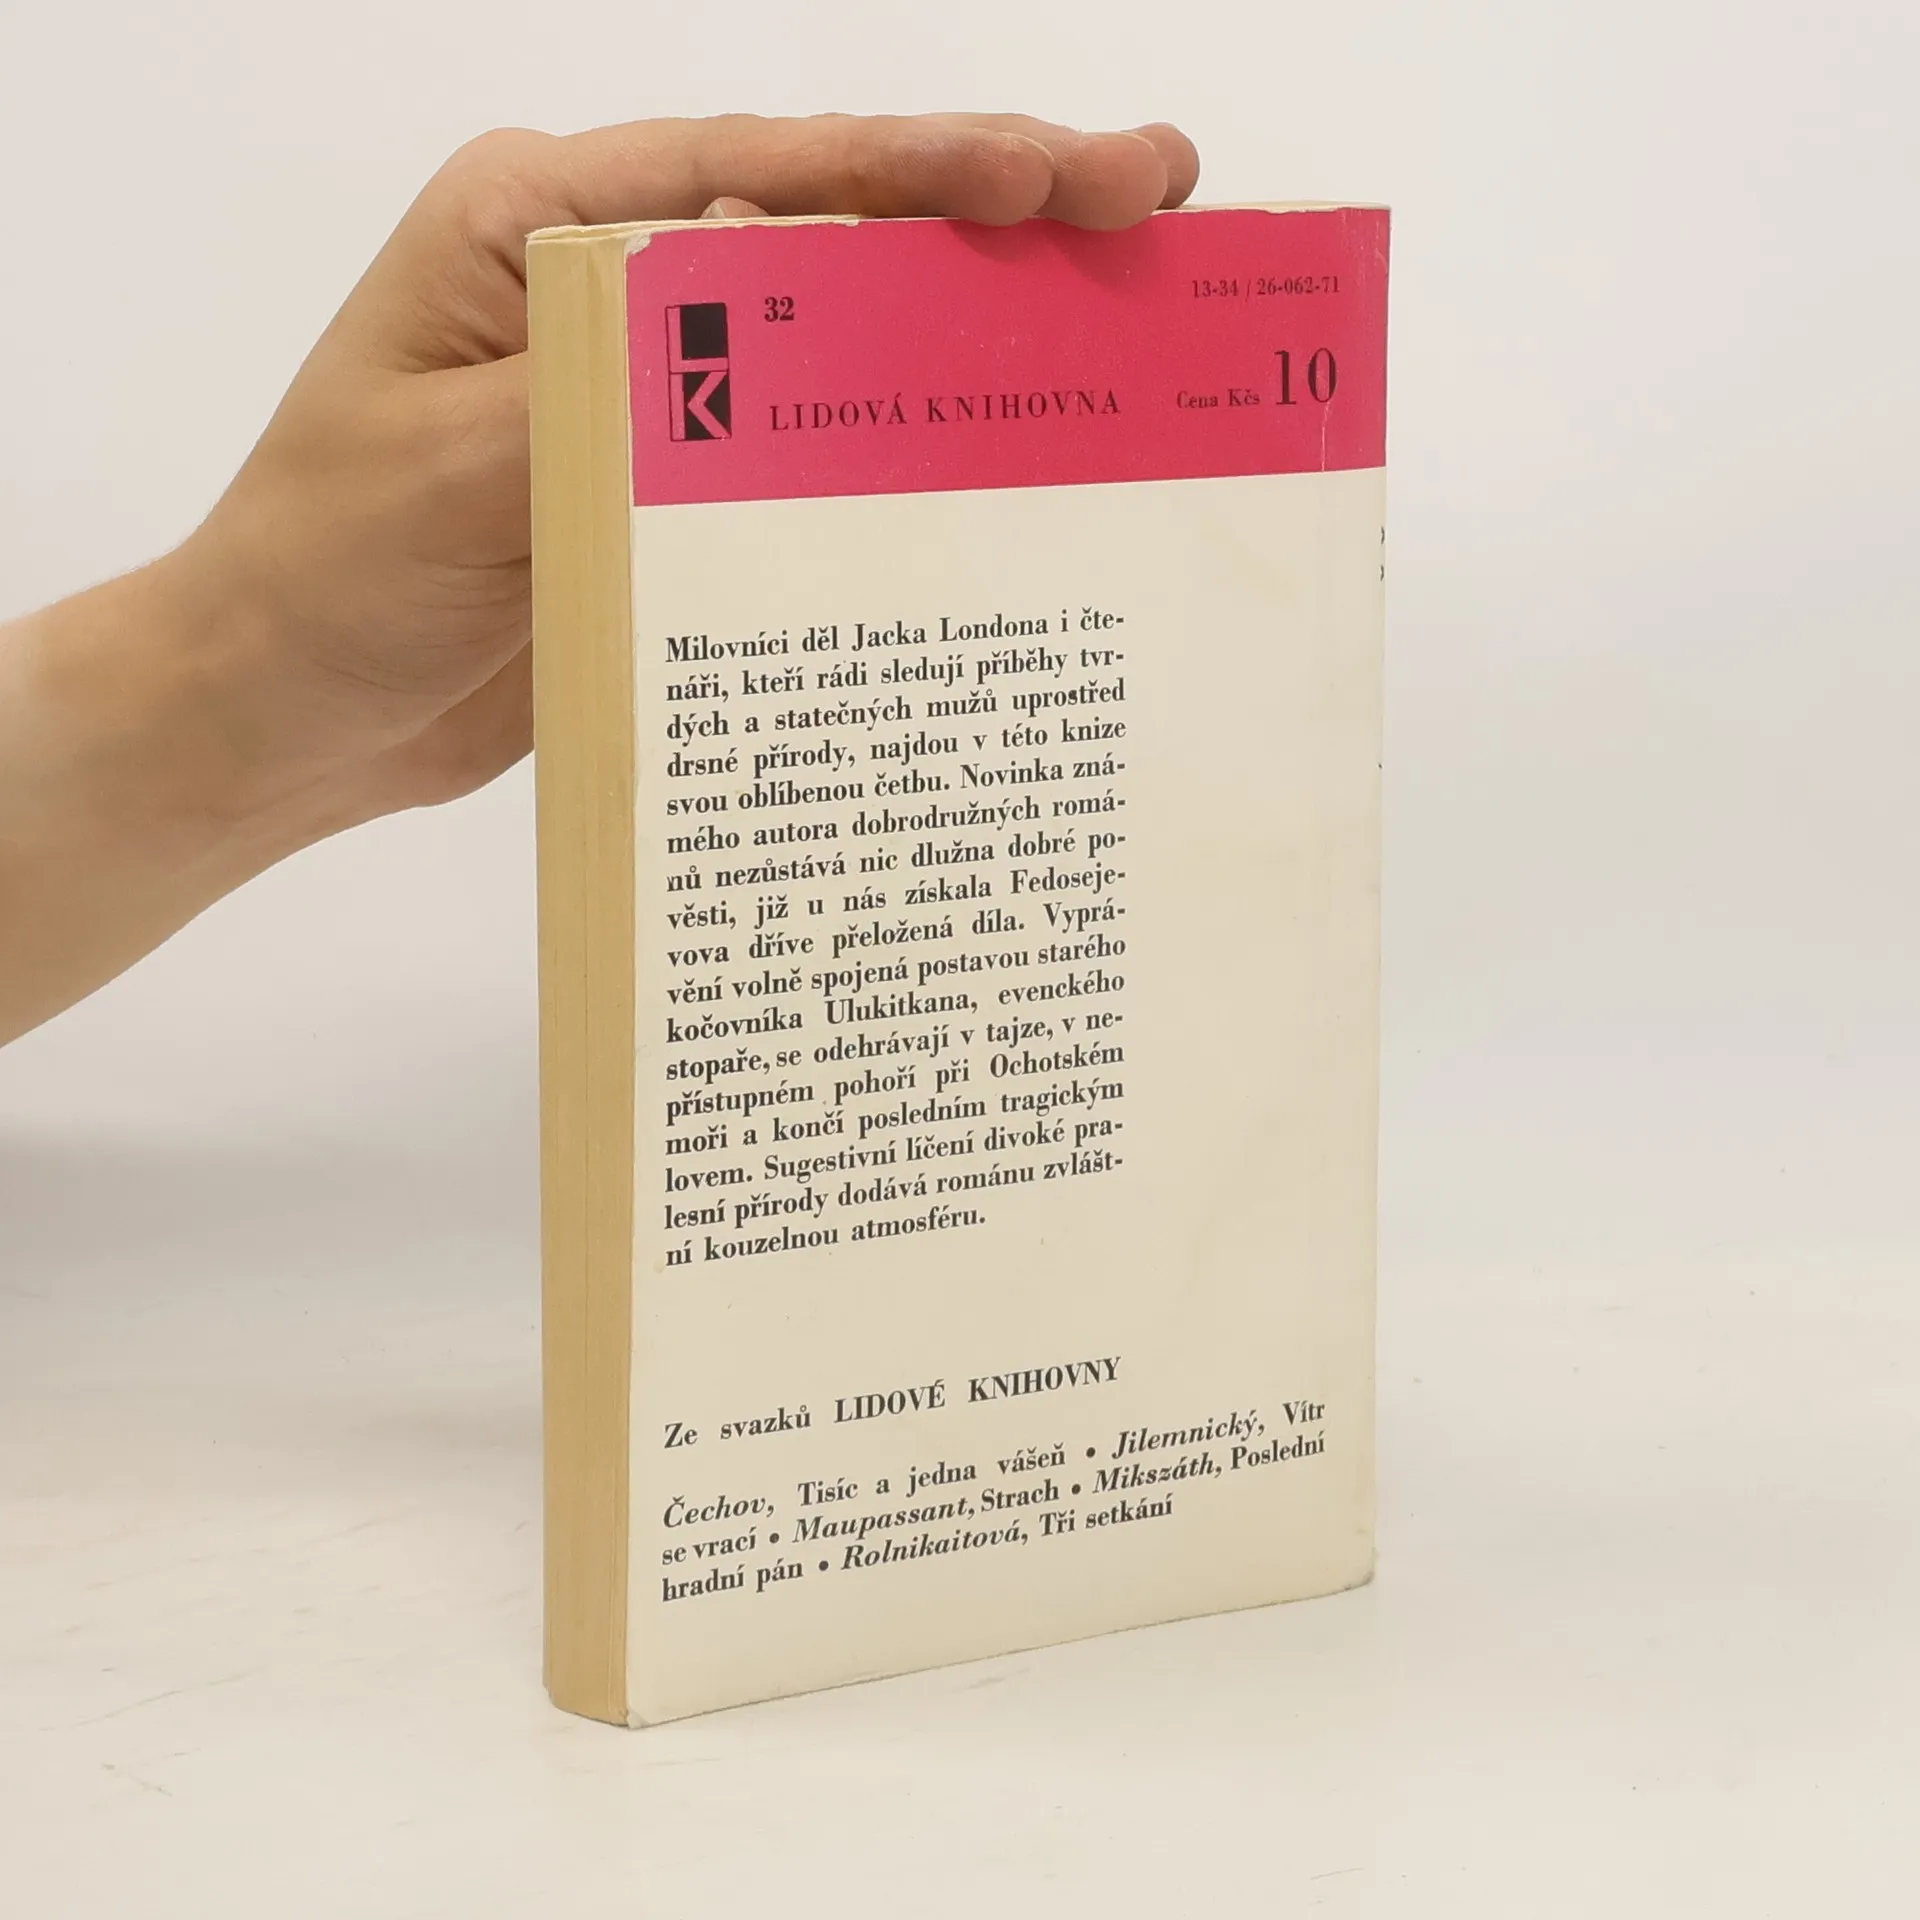 LK
32
13-34 / 26-062-71
LIDOVÁ KNIHOVNA
Cena Kčs 10
Milovníci děl Jacka Londona i čte-
náři, kteří rádi sledují příběhy tvr-
dých a statečných mužů uprostřed
drsné přírody, najdou v této knize
svou oblíbenou četbu. Novinka zná-
mého autora dobrodružných romá-
nů nezůstává nic dlužna dobré po-
věsti, již u nás získala Fedoseje-
vova dříve přeložená díla. Vyprá-
vění volně spojená postavou starého
kočovníka Ulukitkana, evenckého
stopaře, se odehrávají v tajze, v ne-
přístupném pohoří při Ochotském
moři a končí posledním tragickým
lovem. Sugestivní líčení divoké pra-
lesní přírody dodává románu zvlášt-
ní kouzelnou atmosféru.
Ze svazků LIDOVÉ KNIHOVNY
Čechov, Tisíc a jedna vášeň • Jilemnický, Vítr
se vrací • Maupassant, Strach • Mikszáth, Poslední
hradní pán • Rolnikaitová, Tři setkání